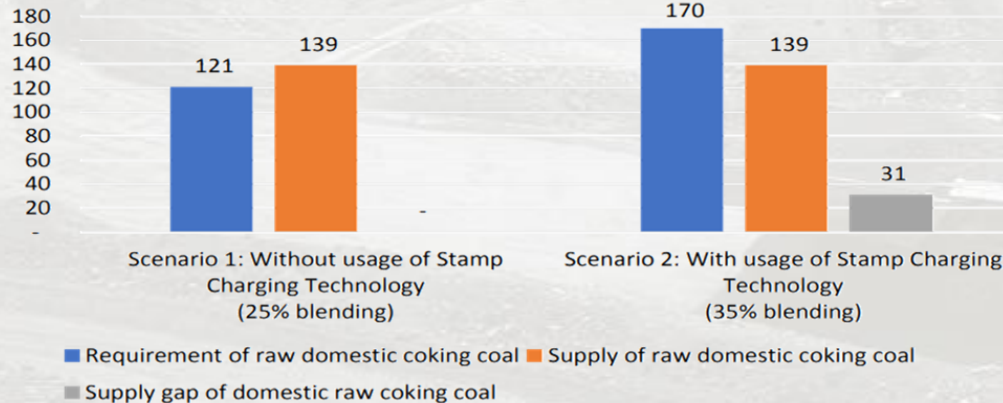 180
160
140
120
100
80
60
40
20
-
121
139
-
170
139
31
Scenario 1: Without usage of Stamp
Charging Technology
(25% blending)
Scenario 2: With usage of Stamp Charging
Technology
(35% blending)
Requirement of raw domestic coking coal
Supply of raw domestic coking coal
Supply gap of domestic raw coking coal